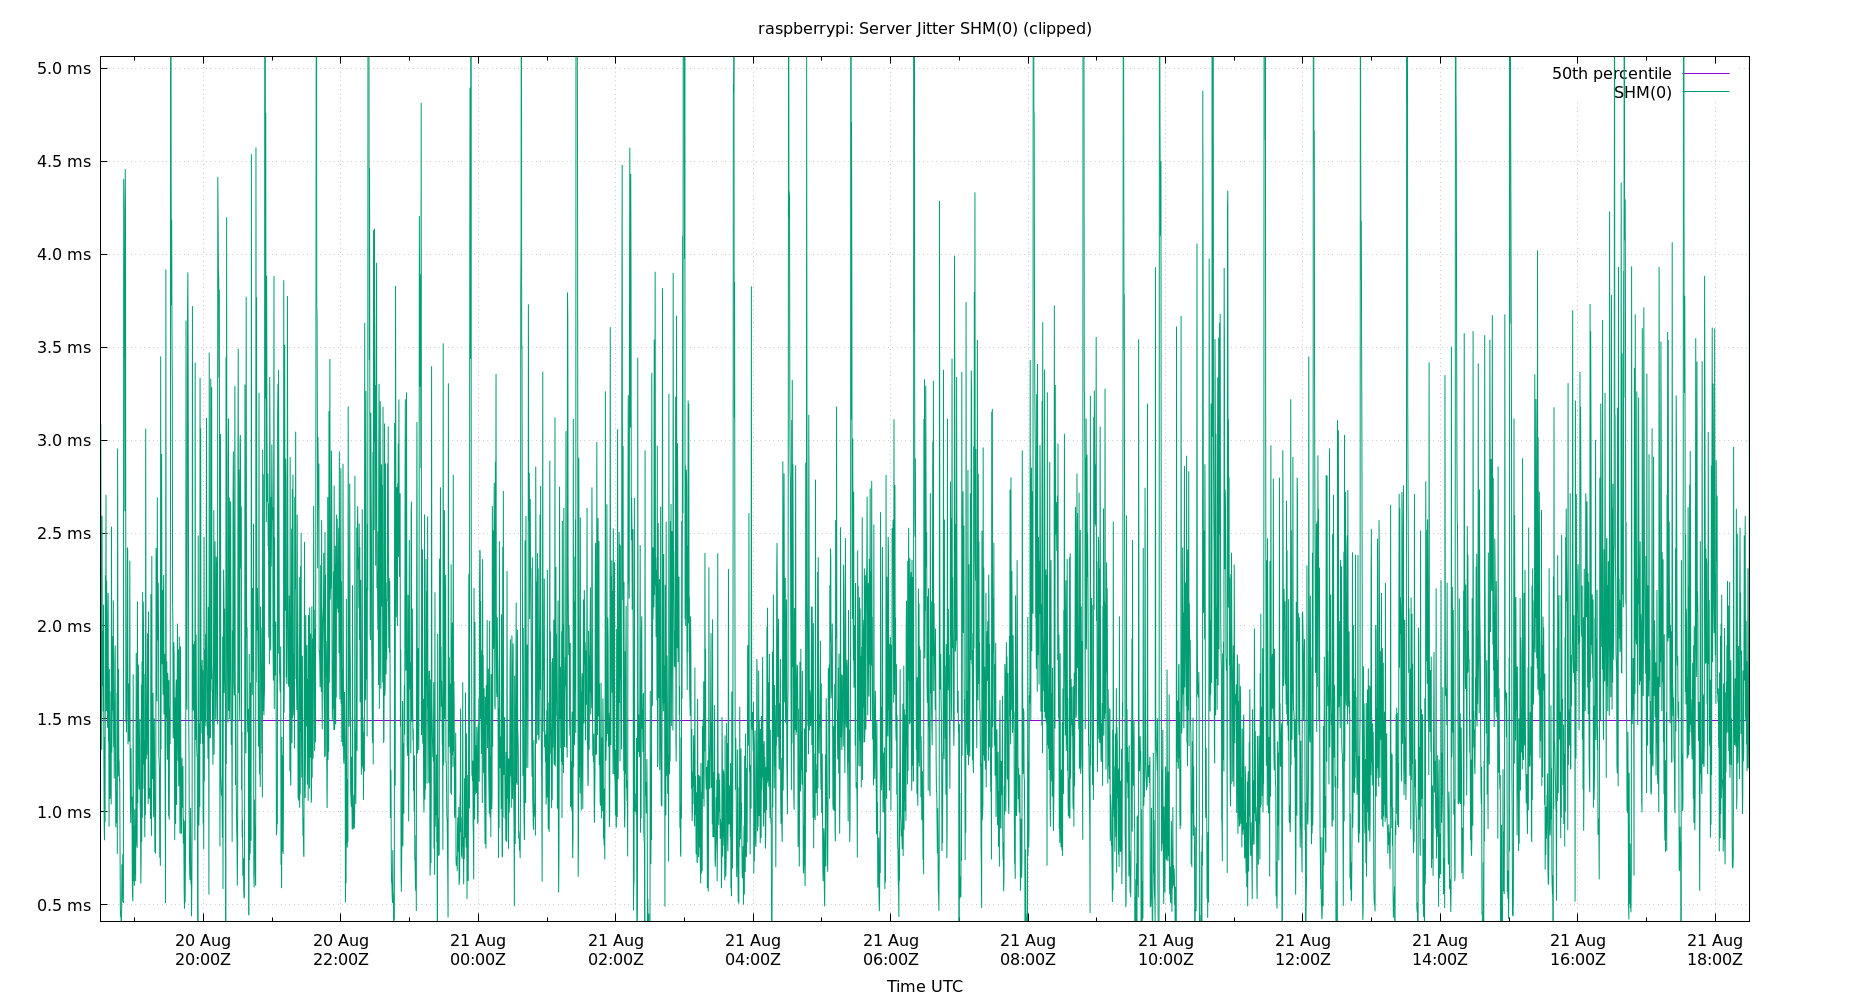 raspberrypi: Server Jitter SHM(0) (clipped)
5.0 ms
4.5 ms
4.0 ms
3.5 ms
3.0 ms
2.5 ms
2.0 ms
1.5 ms
1.0 ms
0.5 ms
50th percentile
SHM(0)
20 Aug 20 Aug 21 Aug 21 Aug 21 Aug 21 Aug 21 Aug 21 Aug 21 Aug 21 Aug 21 Aug 21 Aug
20:00Z 22:00Z 00:00Z 02:00Z 04:00Z 06:00Z 08:00Z 10:00Z 12:00Z 14:00Z 16:00Z 18:00Z
Time UTC